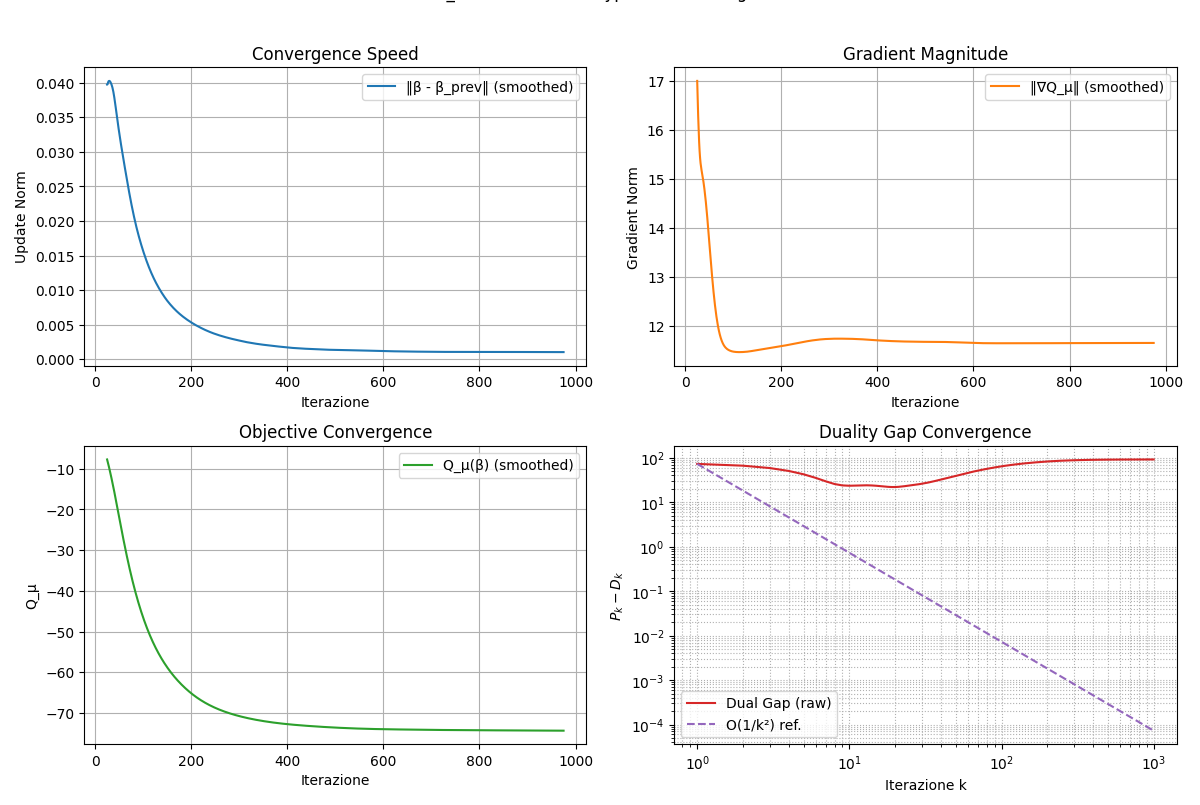 Convergence Speed
0.040
0.035
0.030
0.025
0.020
0.015
0.010
0.005
0.000
Update Norm
‖β - β_prev‖ (smoothed)
0 200 400 600 800 1000
Iterazione
Gradient Magnitude
17
16
15
14
13
12
Gradient Norm
‖∇Q_μ‖ (smoothed)
0 200 400 600 800 1000
Iterazione
Objective Convergence
−10
−20
−30
−40
−50
−60
−70
Q_μ
Q_μ(β) (smoothed)
0 200 400 600 800 1000
Iterazione
Duality Gap Convergence
10²
10¹
10⁰
10⁻¹
10⁻²
10⁻³
10⁻⁴
Pₖ − Dₖ
Dual Gap (raw)
O(1/k²) ref.
10⁰ 10¹ 10² 10³
Iterazione k